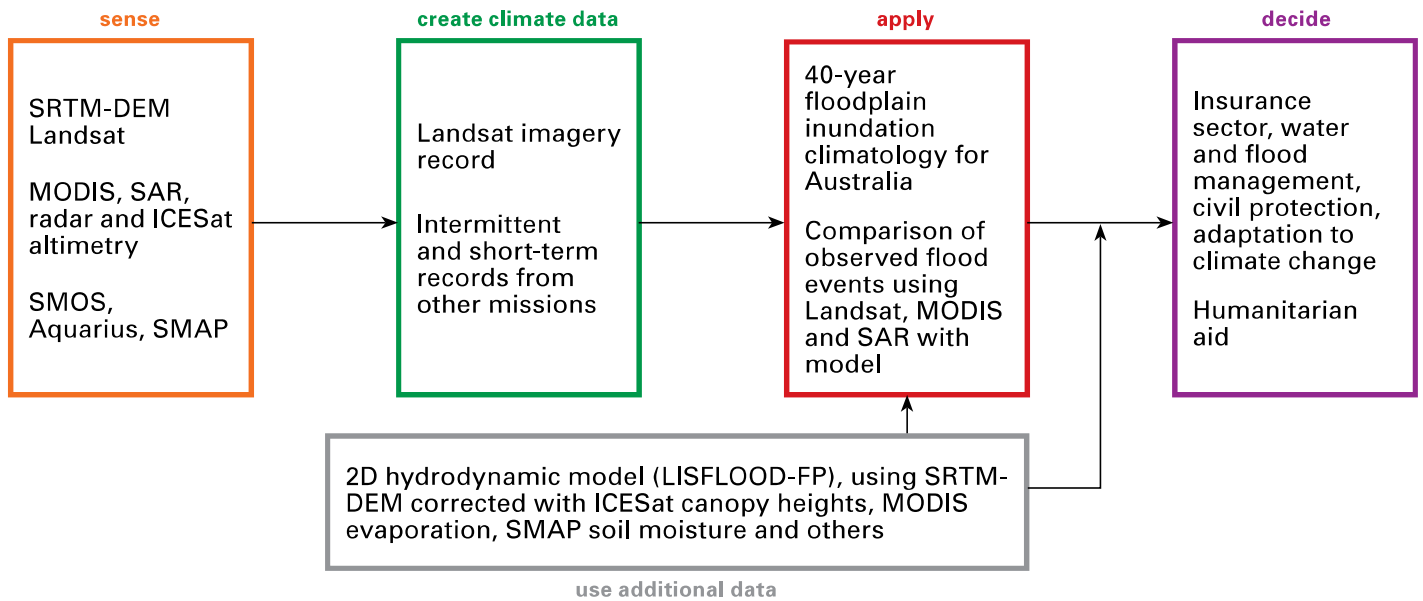 sense
SRTM-DEM
Landsat
MODIS, SAR,
radar and ICESat
altimetry
SMOS,
Aquarius, SMAP
create climate data
Landsat imagery
record
Intermittent
and short-term
records from
other missions
apply
40-year
floodplain
inundation
climatology for
Australia
Comparison of
observed flood
events using
Landsat, MODIS
and SAR with
model
decide
Insurance
sector, water
and flood
management,
civil protection,
adaptation to
climate change
Humanitarian
aid
2D hydrodynamic model (LISFLOOD-FP), using SRTM-
DEM corrected with ICESat canopy heights, MODIS
evaporation, SMAP soil moisture and others
use additional data